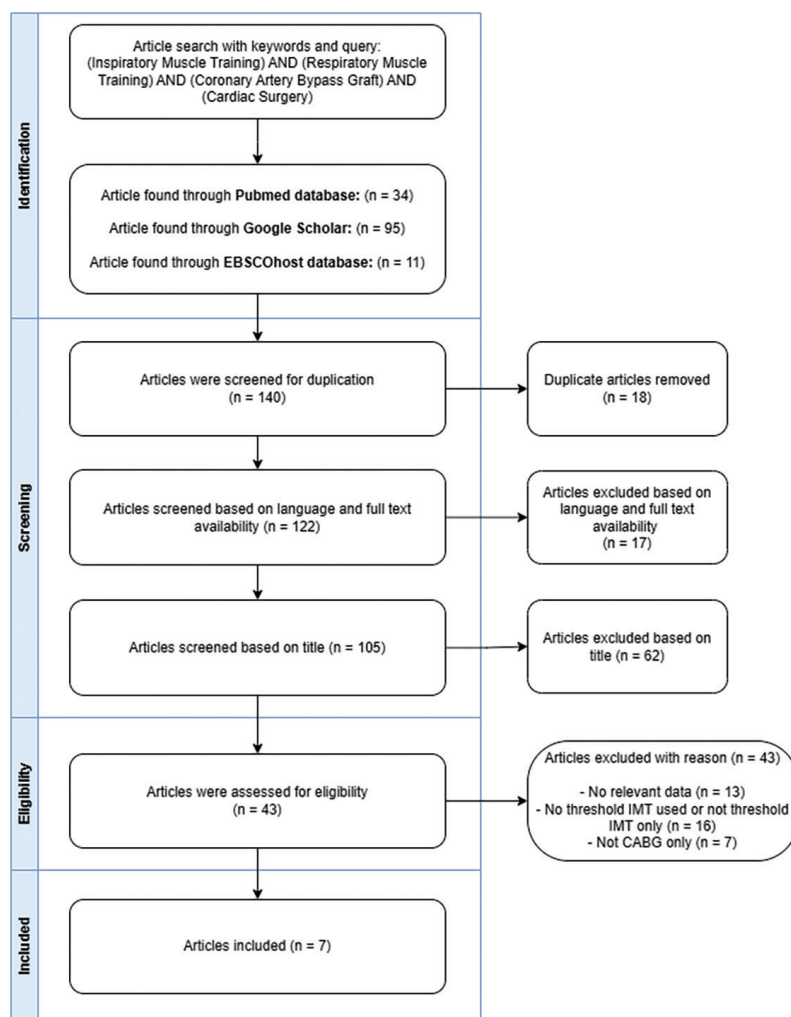 Identification
Article search with keywords and query:
(Inspiratory Muscle Training) AND (Respiratory Muscle
Training) AND (Coronary Artery Bypass Graft) AND
(Cardiac Surgery)
Article found through Pubmed database: (n = 34)
Article found through Google Scholar: (n = 95)
Article found through EBSCOhost database: (n = 11)
Screening
Articles were screened for duplication
(n = 140)
Duplicate articles removed
(n = 18)
Articles screened based on language and full text
availability (n = 122)
Articles excluded based on
language and full text
availability
(n = 17)
Articles screened based on title (n = 105)
Articles excluded based on
title (n = 62)
Eligibility
Articles were assessed for eligibility
(n = 43)
Articles excluded with reason (n = 43)
- No relevant data (n = 13)
- No threshold IMT used or not threshold
IMT only (n = 16)
- Not CABG only (n = 7)
Included
Articles included (n = 7)